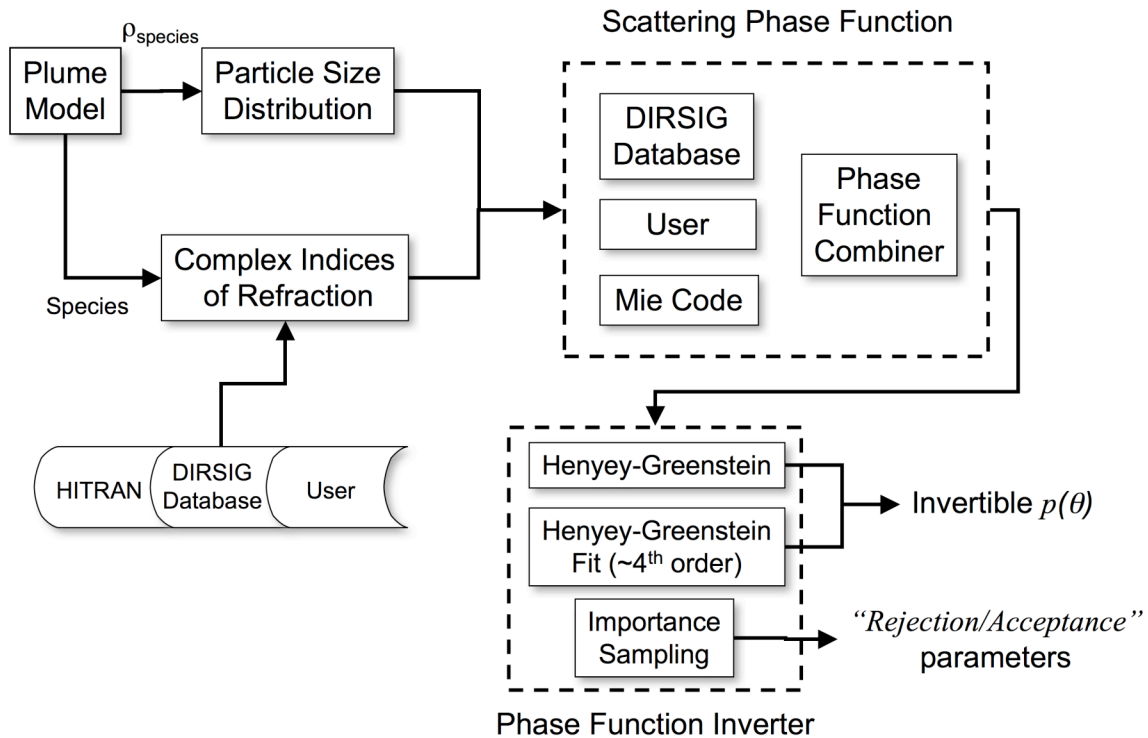 Scattering Phase Function
ρspecies
Plume
Model
Particle Size
Distribution
DIRSIG
Database
User
Mie Code
Phase
Function
Combiner
Complex Indices
of Refraction
Species
HITRAN
DIRSIG
Database
User
Henyey-Greenstein
Henyey-Greenstein
Fit (~4th order)
Importance
Sampling
Invertible p(θ)
“Rejection/Acceptance”
parameters
Phase Function Inverter